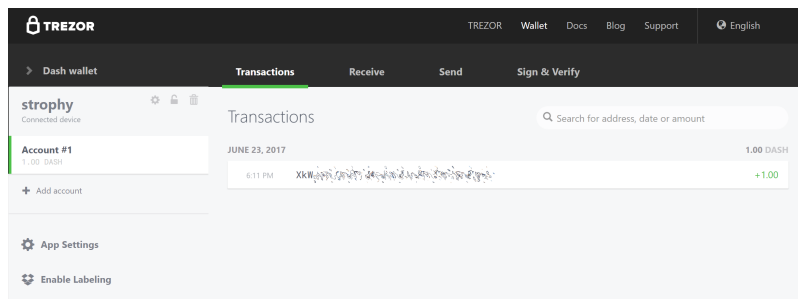 TREZOR
TREZOR Wallet Docs Blog Support English
Dash wallet
Transactions Receive Send Sign & Verify
strophy
Connected device
Account #1
1.00 DASH
Add account
App Settings
Enable Labeling
Transactions
Search for address, date or amount
JUNE 23, 2017 1.00 DASH
6:11 PM XkW +1.00